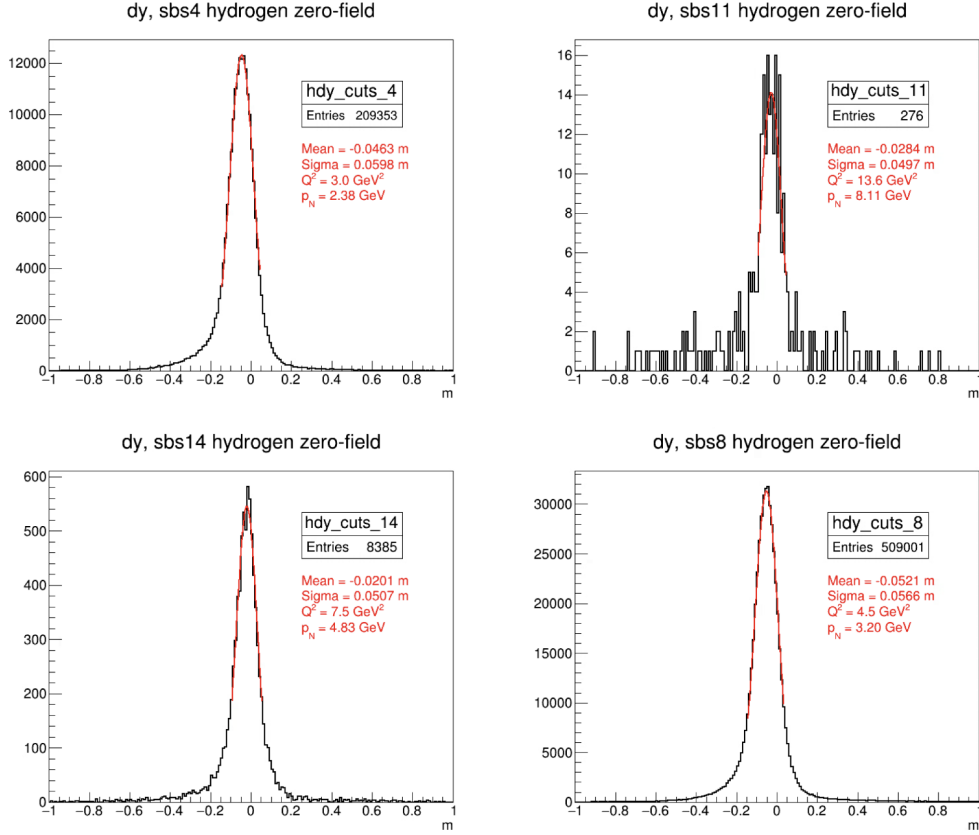 dy, sbs4 hydrogen zero-field
12000
10000
8000
6000
4000
2000
0
−1 −0.8 −0.6 −0.4 −0.2 0 0.2 0.4 0.6 0.8 1
m
hdy_cuts_4
Entries 209353
Mean = -0.0463 m
Sigma = 0.0598 m
Q² = 3.0 GeV²
p_N = 2.38 GeV
dy, sbs11 hydrogen zero-field
16
14
12
10
8
6
4
2
0
−1 −0.8 −0.6 −0.4 −0.2 0 0.2 0.4 0.6 0.8 1
m
hdy_cuts_11
Entries 276
Mean = -0.0284 m
Sigma = 0.0497 m
Q² = 13.6 GeV²
p_N = 8.11 GeV
dy, sbs14 hydrogen zero-field
600
500
400
300
200
100
0
−1 −0.8 −0.6 −0.4 −0.2 0 0.2 0.4 0.6 0.8 1
m
hdy_cuts_14
Entries 8385
Mean = -0.0201 m
Sigma = 0.0507 m
Q² = 7.5 GeV²
p_N = 4.83 GeV
dy, sbs8 hydrogen zero-field
30000
25000
20000
15000
10000
5000
0
−1 −0.8 −0.6 −0.4 −0.2 0 0.2 0.4 0.6 0.8 1
m
hdy_cuts_8
Entries 509001
Mean = -0.0521 m
Sigma = 0.0566 m
Q² = 4.5 GeV²
p_N = 3.20 GeV